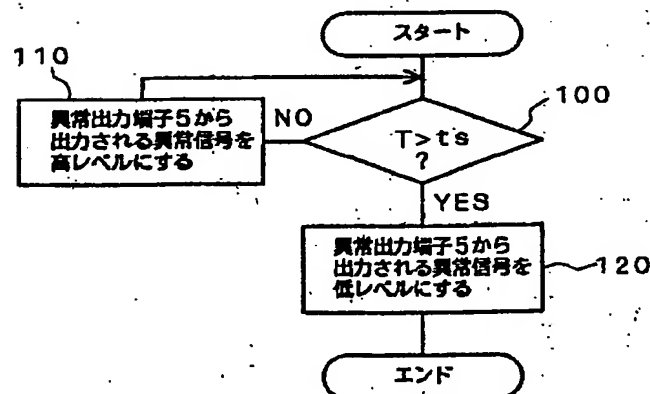 スタート
110
100
異常出力端子5から
出力される異常信号を
高レベルにする
NO
T>ts
?
YES
異常出力端子5から
出力される異常信号を
低レベルにする
120
エンド